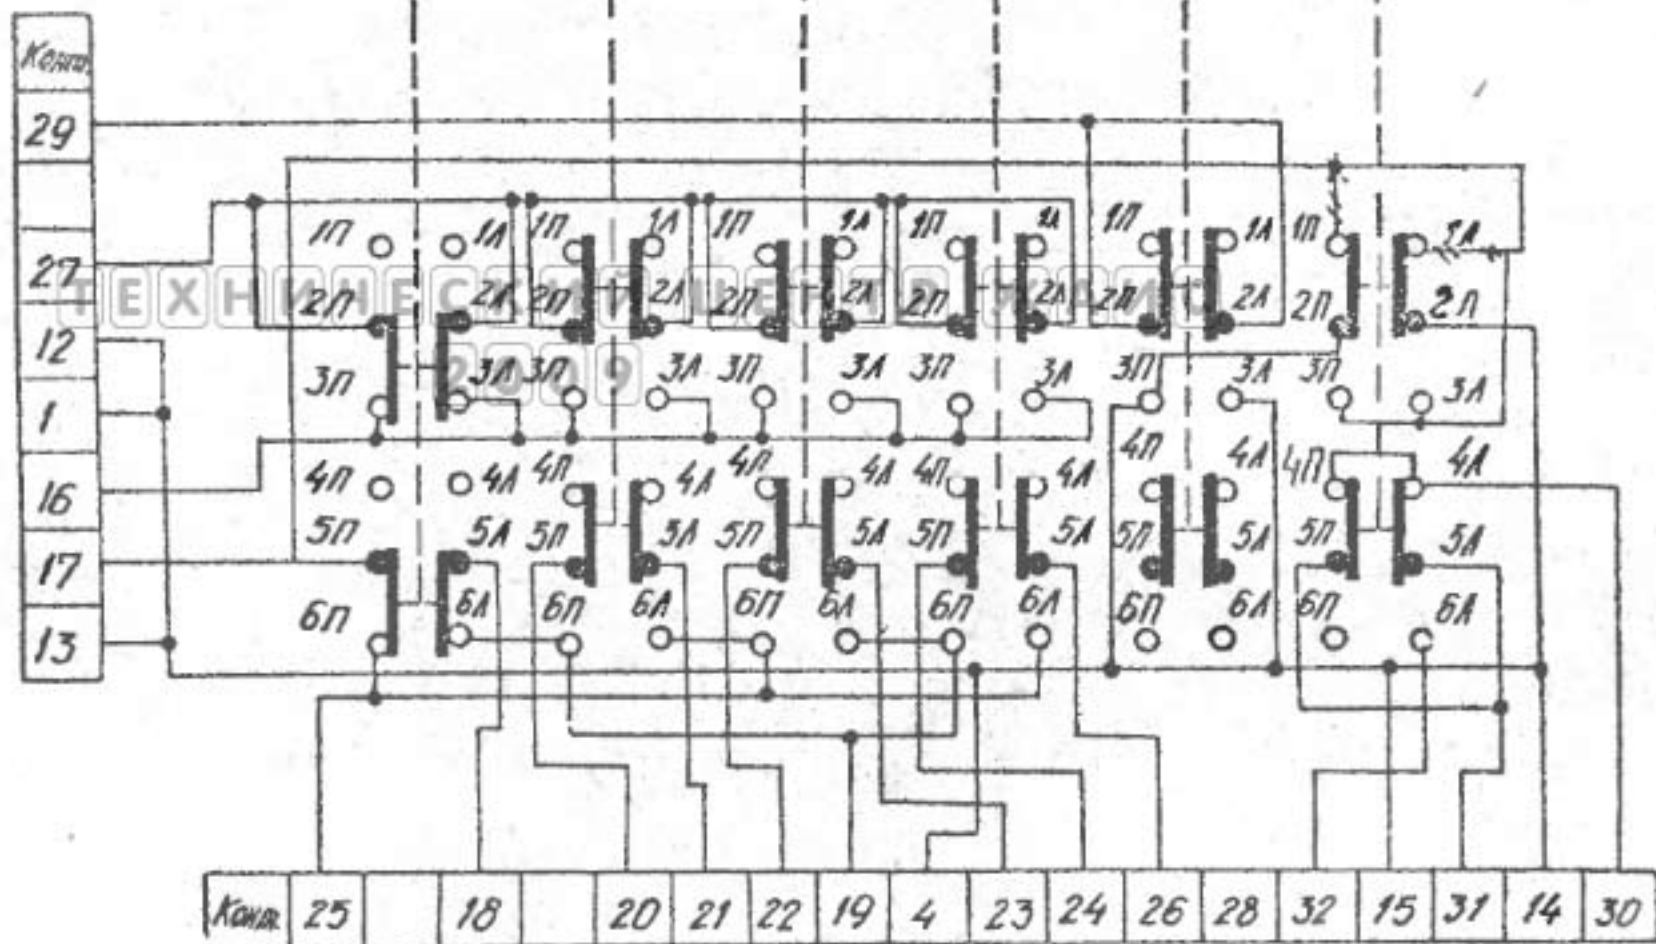 Конт.
29
27
12
1
16
17
13
1П 1Л 1П 1Л 1П 1Л 1П 1Л 1П 1Л 1П 1Л
2П 2Л 2П 2Л 2П 2Л 2П 2Л 2П 2Л 2П 2П
3П 3Л 3П 3Л 3П 3Л 3П 3Л 3П 3Л 3П 3Л
4П 4Л 4П 4Л 4П 4Л 4П 4Л 4П 4Л 4П 4Л
5П 5Л 5П 5Л 5П 5Л 5П 5Л 5П 5Л 5П 5Л
6П 6Л 6П 6Л 6П 6Л 6П 6Л 6П 6Л 6П 6Л
ТЕХНИЧЕСКИЙ ЦЕНТР ЖАИС
2009
Конт. 25 18 20 21 22 19 4 23 24 26 28 32 15 31 14 30